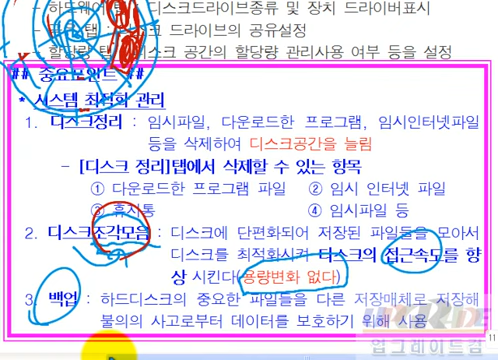 - 하드웨어 탭 : 디스크드라이브종류 및 장치 드라이버표시
디스크 드라이브의 공유설정
- 할당량 탭 : 디스크 공간의 할당량 관리사용 여부 등을 설정
## 중요포인트 ##
* 시스템 최적화 관리
1. 디스크정리 : 임시파일, 다운로드한 프로그램, 임시인터넷파일
등을 삭제하여 디스크공간을 늘림
- [디스크 정리]탭에서 삭제할 수 있는 항목
① 다운로드한 프로그램 파일 ② 임시 인터넷 파일
③ 휴지통 ④ 임시파일 등
2. 디스크조각모음 : 디스크에 단편화되어 저장된 파일들을 모아서
디스크를 최적화시켜 디스크의 접근속도를 향
상 시킨다(용량변화 없다)
3. 백업 : 하드디스크의 중요한 파일들을 다른 저장매체로 저장해
불의의 사고로부터 데이터를 보호하기 위해 사용
업그레이드컴
11